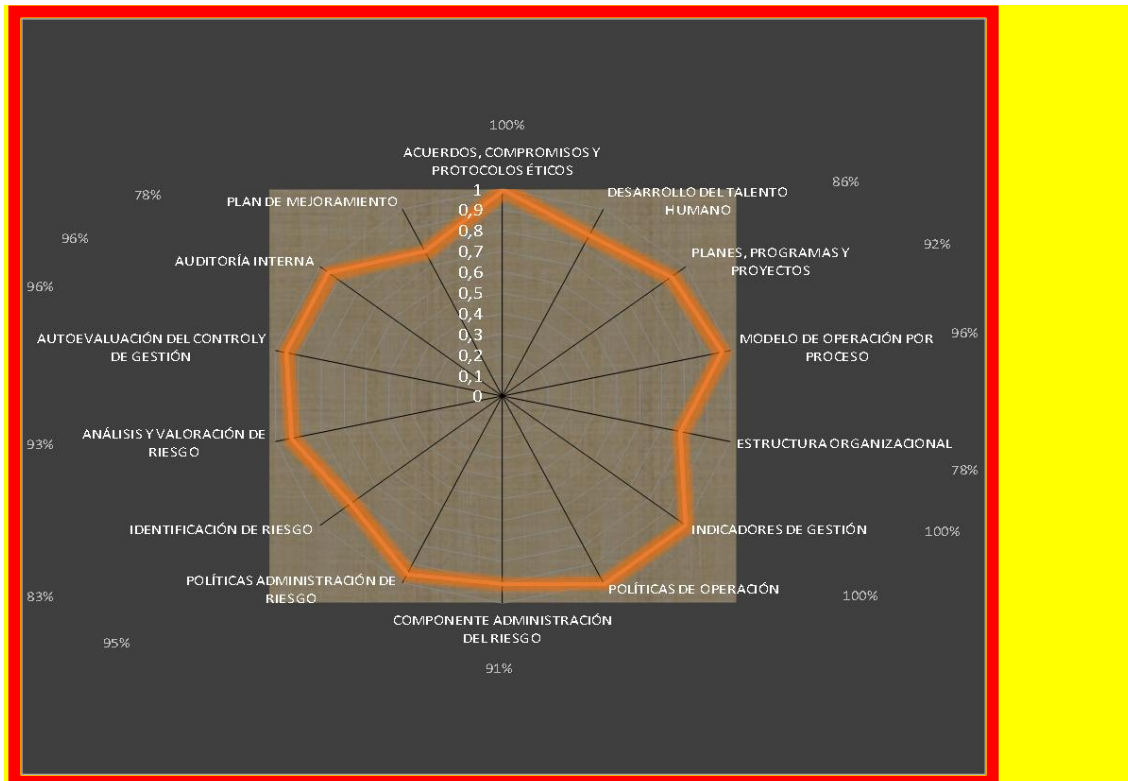 100%
ACUERDOS, COMPROMISOS Y
PROTOCOLOS ÉTICOS
86%
DESARROLLO DEL TALENTO
HUMANO
92%
PLANES, PROGRAMAS Y
PROYECTOS
96%
MODELO DE OPERACIÓN POR
PROCESO
ESTRUCTURA ORGANIZACIONAL
78%
INDICADORES DE GESTIÓN
100%
POLÍTICAS DE OPERACIÓN
100%
COMPONENTE ADMINISTRACIÓN
DEL RIESGO
91%
POLÍTICAS ADMINISTRACIÓN DE
RIESGO
95%
IDENTIFICACIÓN DE RIESGO
83%
ANÁLISIS Y VALORACIÓN DE
RIESGO
93%
AUTOEVALUACIÓN DEL CONTROL Y
DE GESTIÓN
96%
AUDITORÍA INTERNA
96%
PLAN DE MEJORAMIENTO
78%
1
0,9
0,8
0,7
0,6
0,5
0,4
0,3
0,2
0,1
0